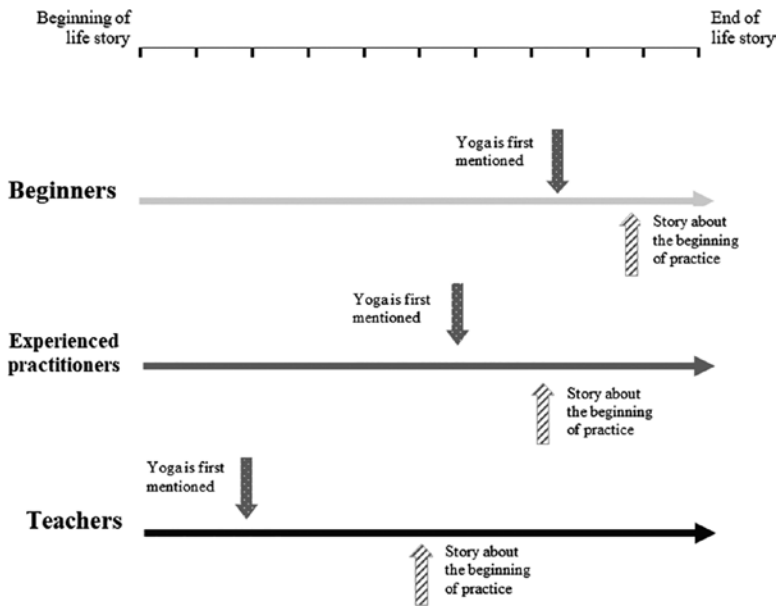 Beginning of
life story
End of
life story
Yoga is first
mentioned
Beginners
Story about
the beginning
of practice
Yoga is first
mentioned
Experienced
practitioners
Story about
the beginning
of practice
Yoga is first
mentioned
Teachers
Story about
the beginning
of practice